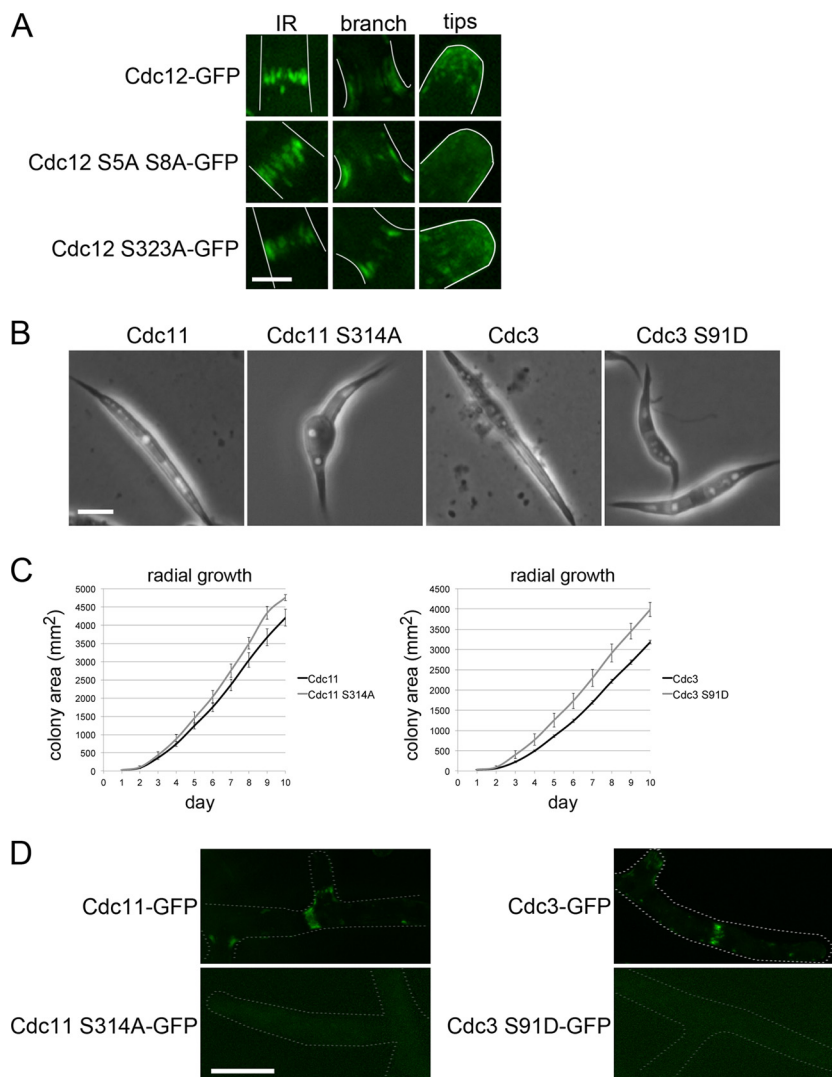 A
IR branch tips
Cdc12-GFP
Cdc12 S5A S8A-GFP
Cdc12 S323A-GFP
B
Cdc11 Cdc11 S314A Cdc3 Cdc3 S91D
C
radial growth
colony area (mm²)
5000
4500
4000
3500
3000
2500
2000
1500
1000
500
0
0 1 2 3 4 5 6 7 8 9 10
day
Cdc11
Cdc11 S314A
radial growth
colony area (mm²)
4500
4000
3500
3000
2500
2000
1500
1000
500
0
0 1 2 3 4 5 6 7 8 9 10
day
Cdc3
Cdc3 S91D
D
Cdc11-GFP
Cdc3-GFP
Cdc11 S314A-GFP
Cdc3 S91D-GFP